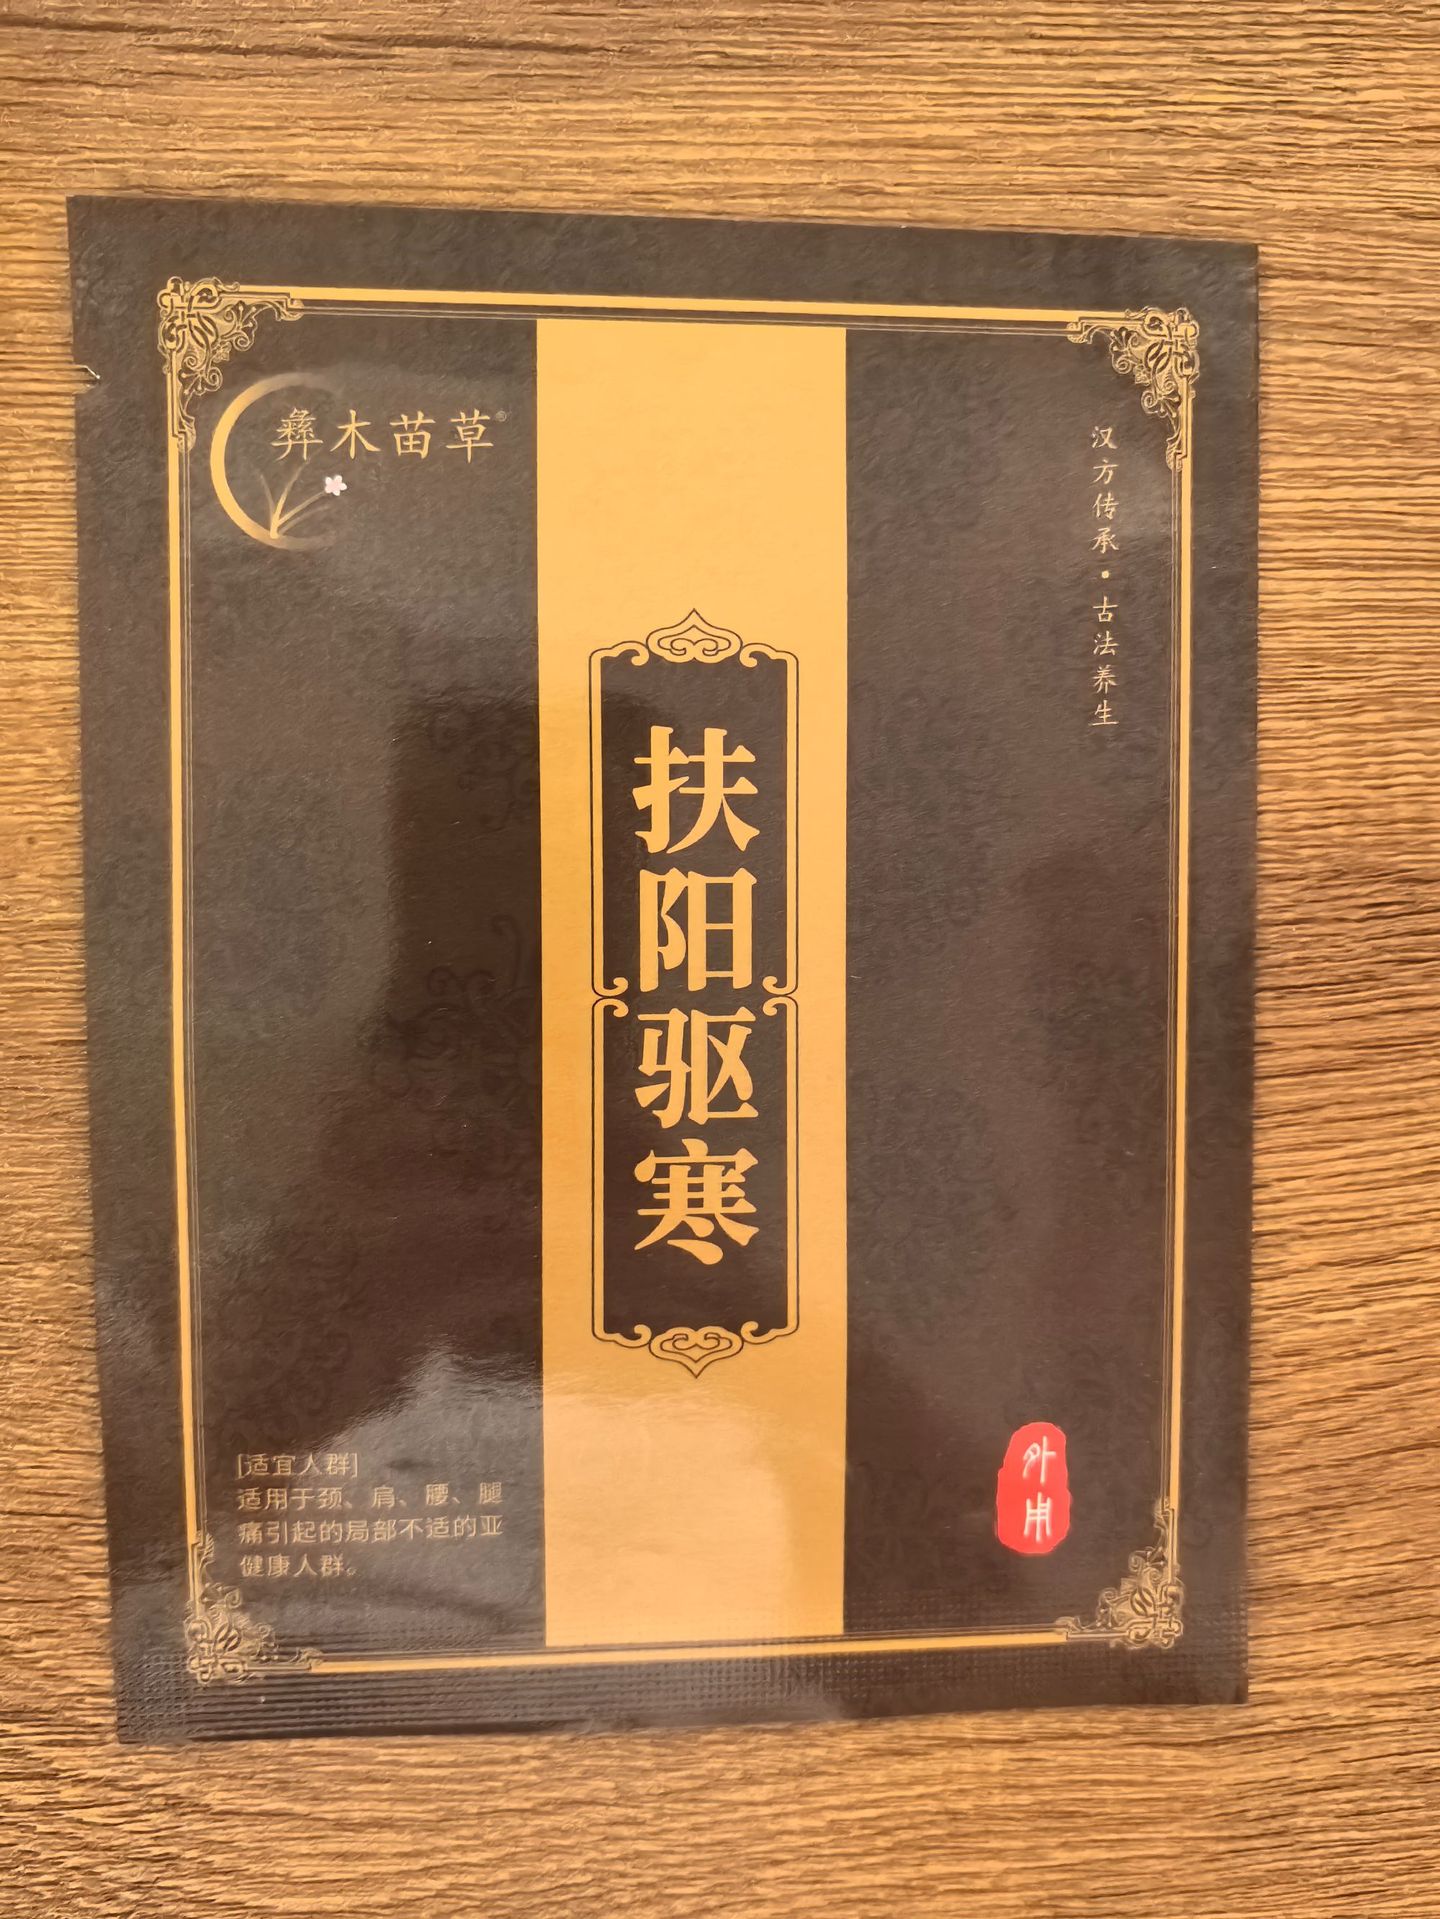 彝木苗草®
汉方传承·古法养生
扶阳驱寒
[适宜人群]
适用于颈、肩、腰、腿
痛引起的局部不适的亚
健康人群。
外用